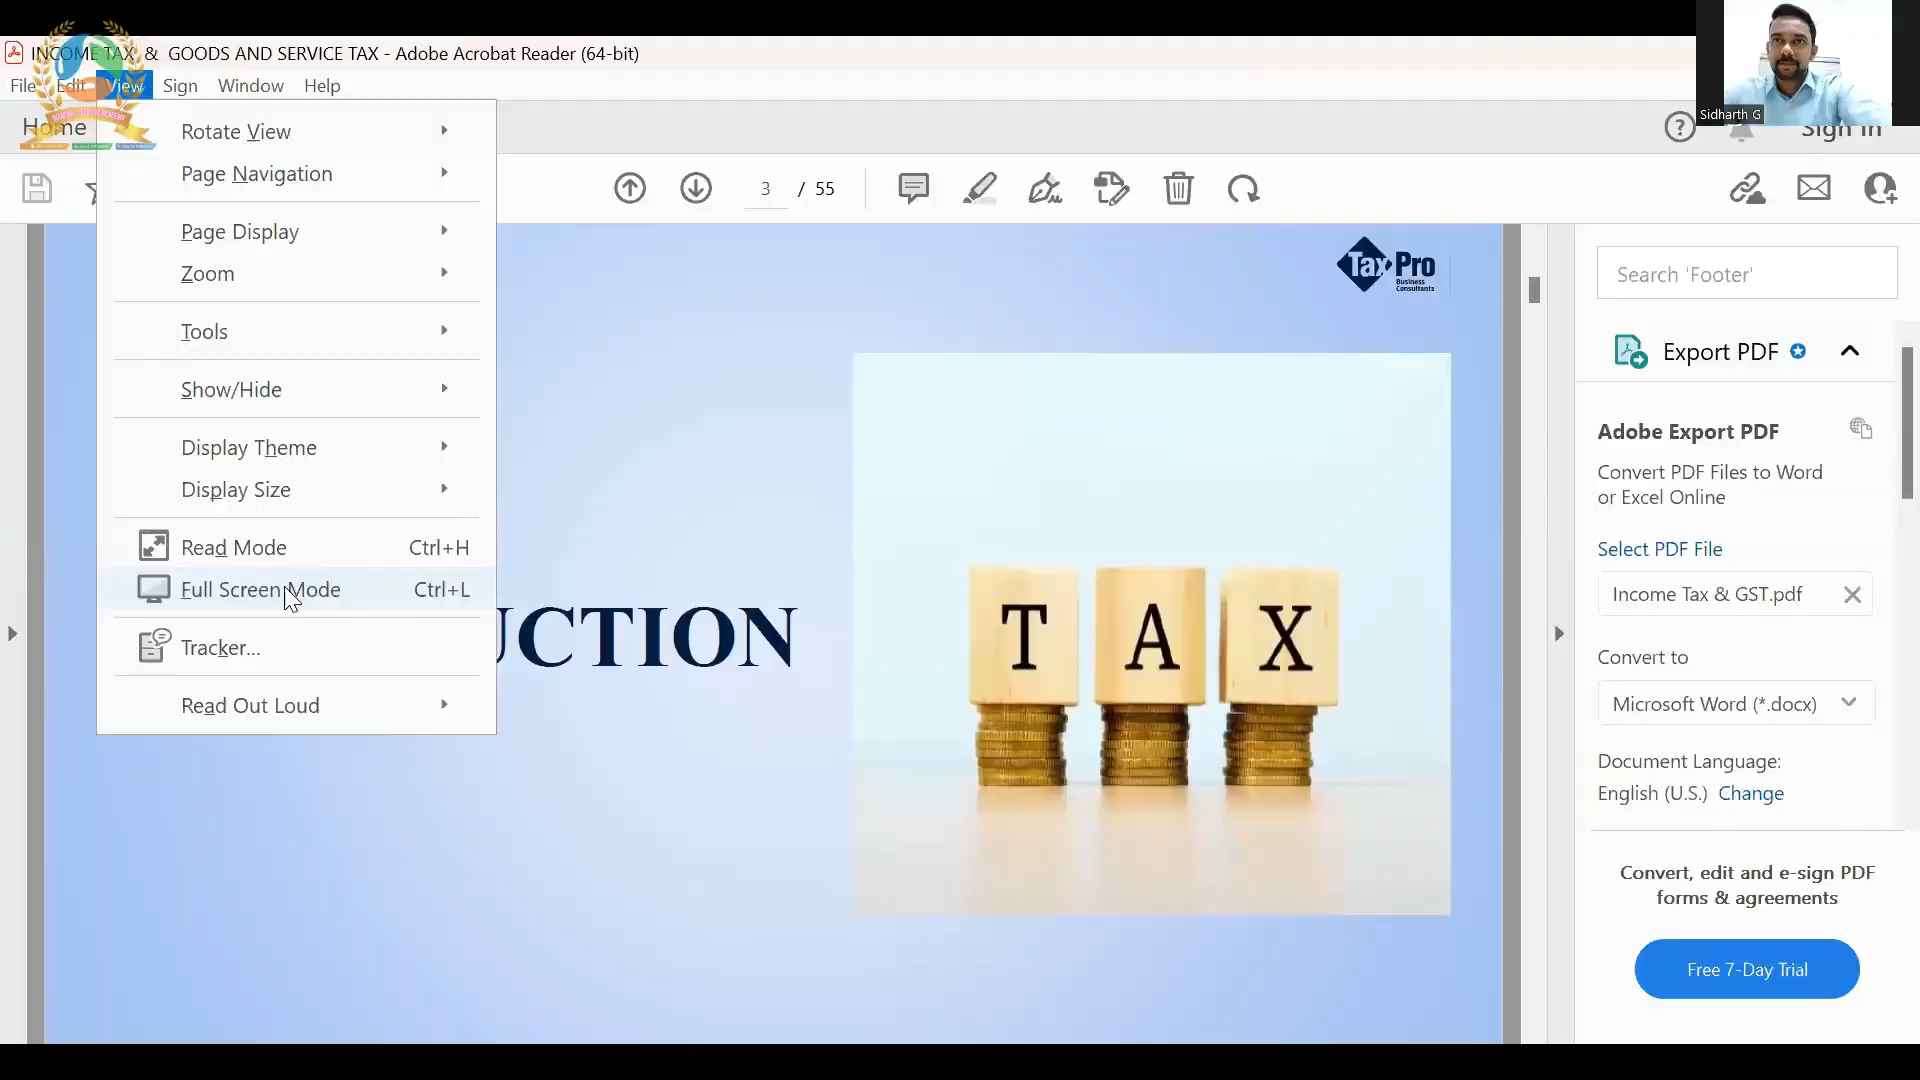 INCOME TAX & GOODS AND SERVICE TAX - Adobe Acrobat Reader (64-bit)
File Edit View Sign Window Help
Sidharth G
Home
Sign In
Rotate View
Page Navigation
3 / 55
Page Display
Zoom
Tools
Show/Hide
Display Theme
Display Size
Read Mode Ctrl+H
Full Screen Mode Ctrl+L
Tracker...
Read Out Loud
Tax Pro
Business
Consultants
UCTION
T A X
Search 'Footer'
Export PDF
Adobe Export PDF
Convert PDF Files to Word
or Excel Online
Select PDF File
Income Tax & GST.pdf
Convert to
Microsoft Word (*.docx)
Document Language:
English (U.S.) Change
Convert, edit and e-sign PDF
forms & agreements
Free 7-Day Trial